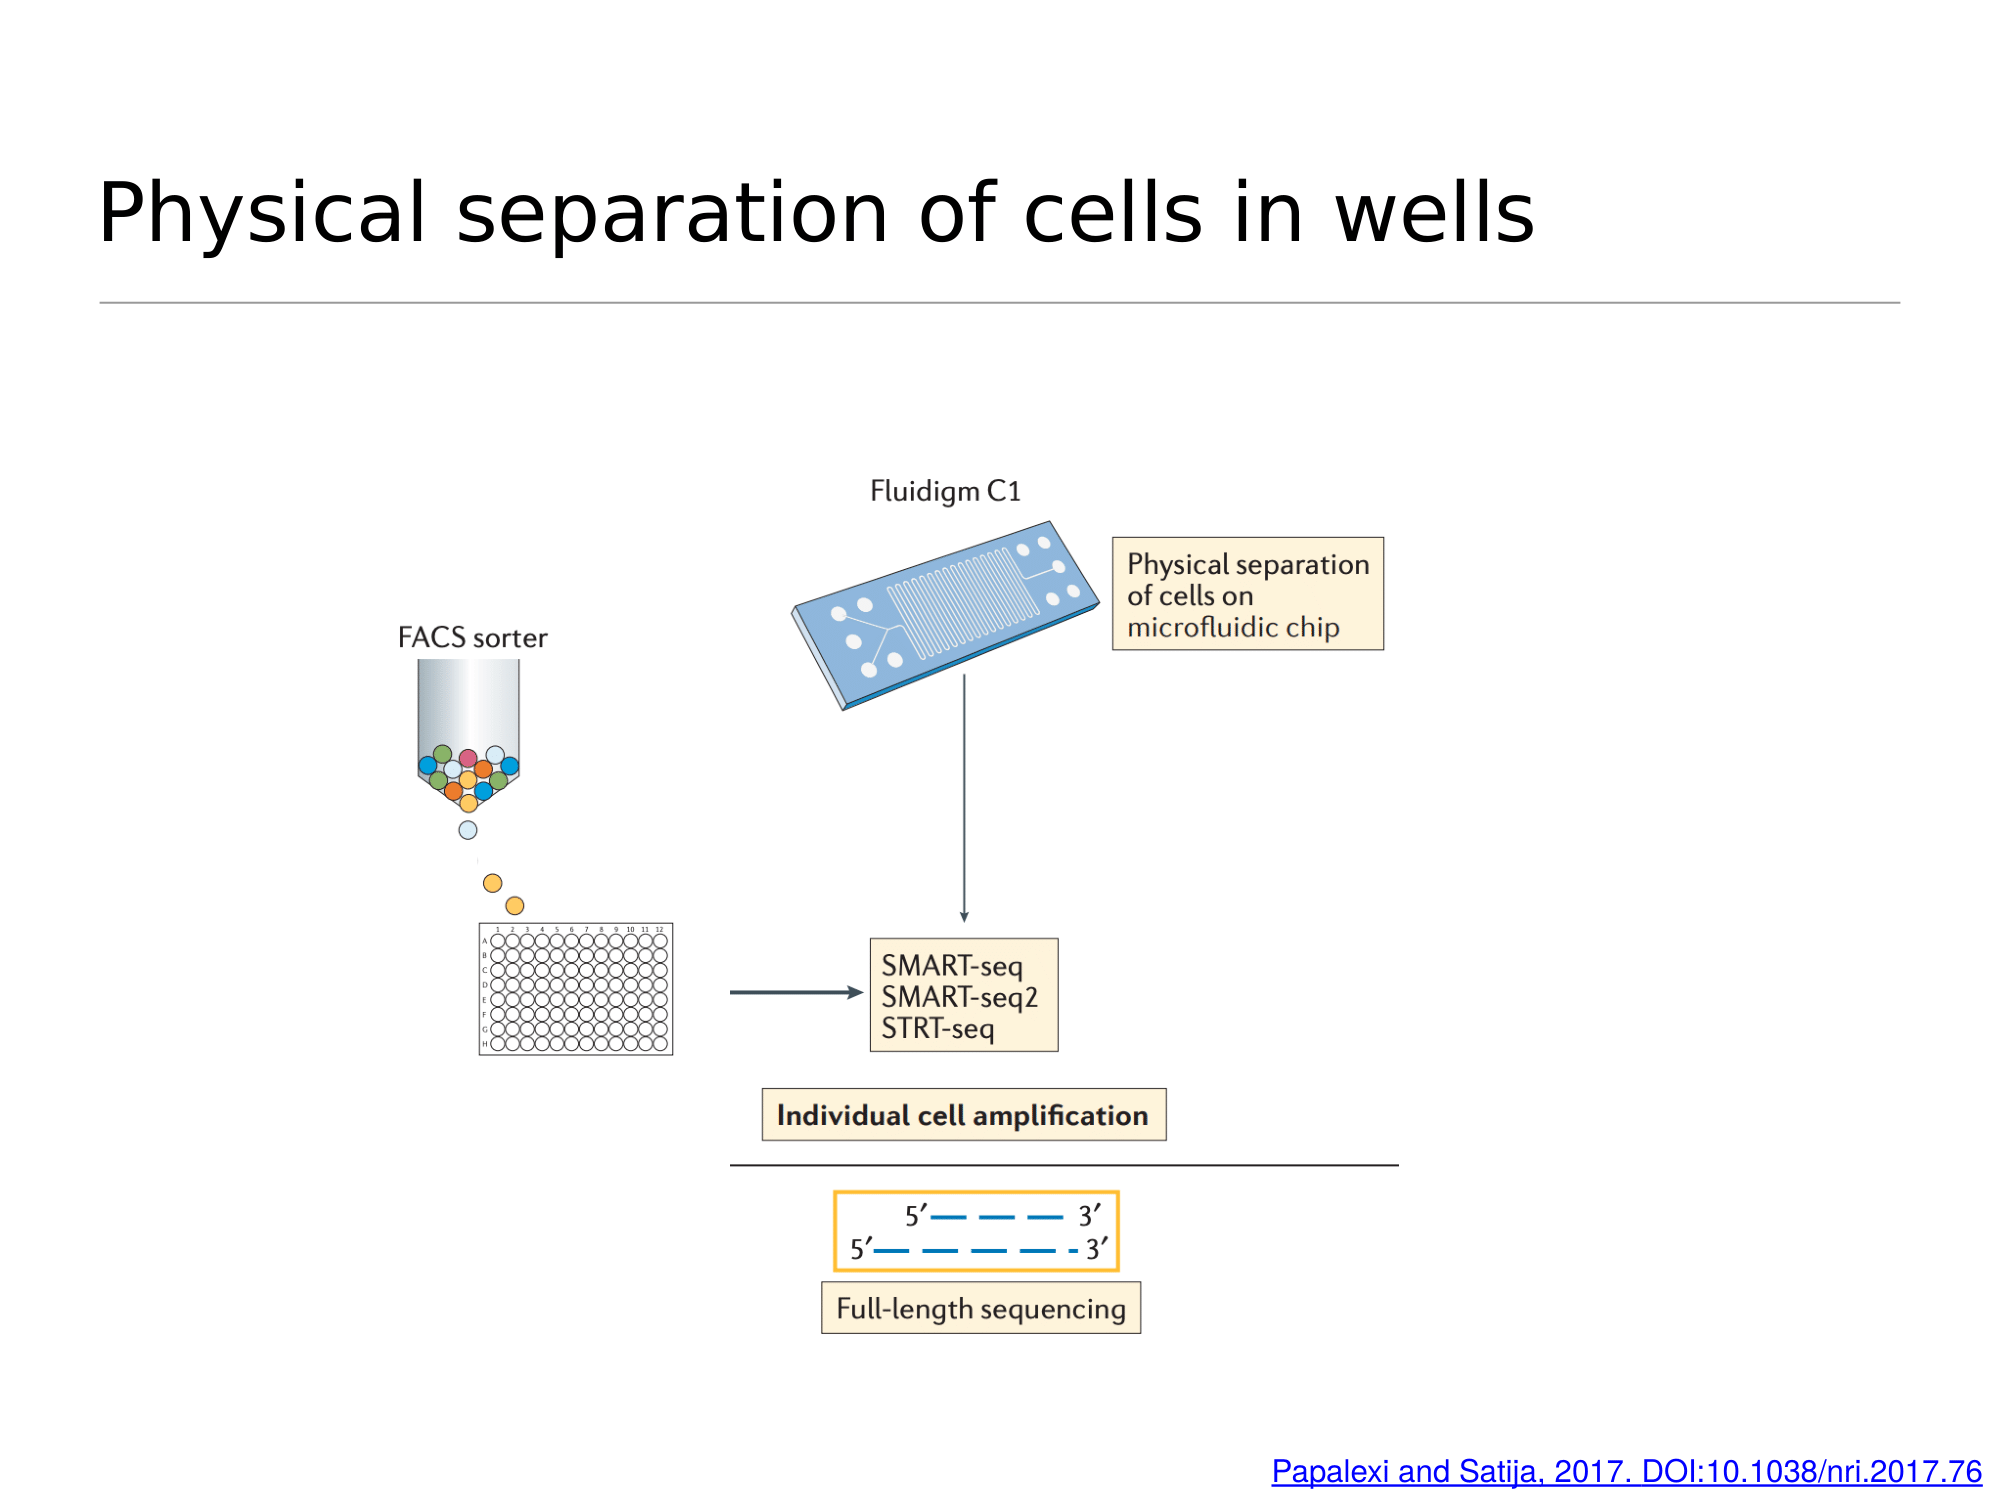 Physical separation of cells in wells
Fluidigm C1
Physical separation
of cells on
microfluidic chip
FACS sorter
1 2 3 4 5 6 7 8 9 10 11 12
A
B
C
D
E
F
G
H
SMART-seq
SMART-seq2
STRT-seq
Individual cell amplification
5′ 3′
5′ 3′
Full-length sequencing
Papalexi and Satija, 2017. DOI:10.1038/nri.2017.76